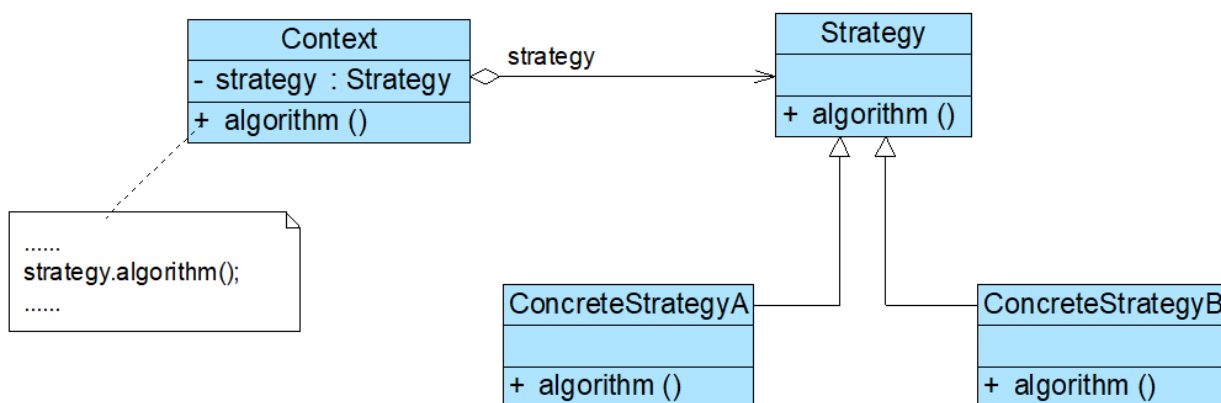 Context
- strategy : Strategy
+ algorithm ()
strategy
Strategy
+ algorithm ()
......
strategy.algorithm();
......
ConcreteStrategyA
+ algorithm ()
ConcreteStrategyB
+ algorithm ()